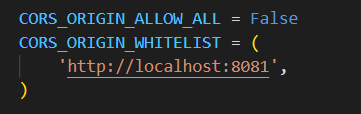 CORS_ORIGIN_ALLOW_ALL = False
CORS_ORIGIN_WHITELIST = (
    'http://localhost:8081',
)